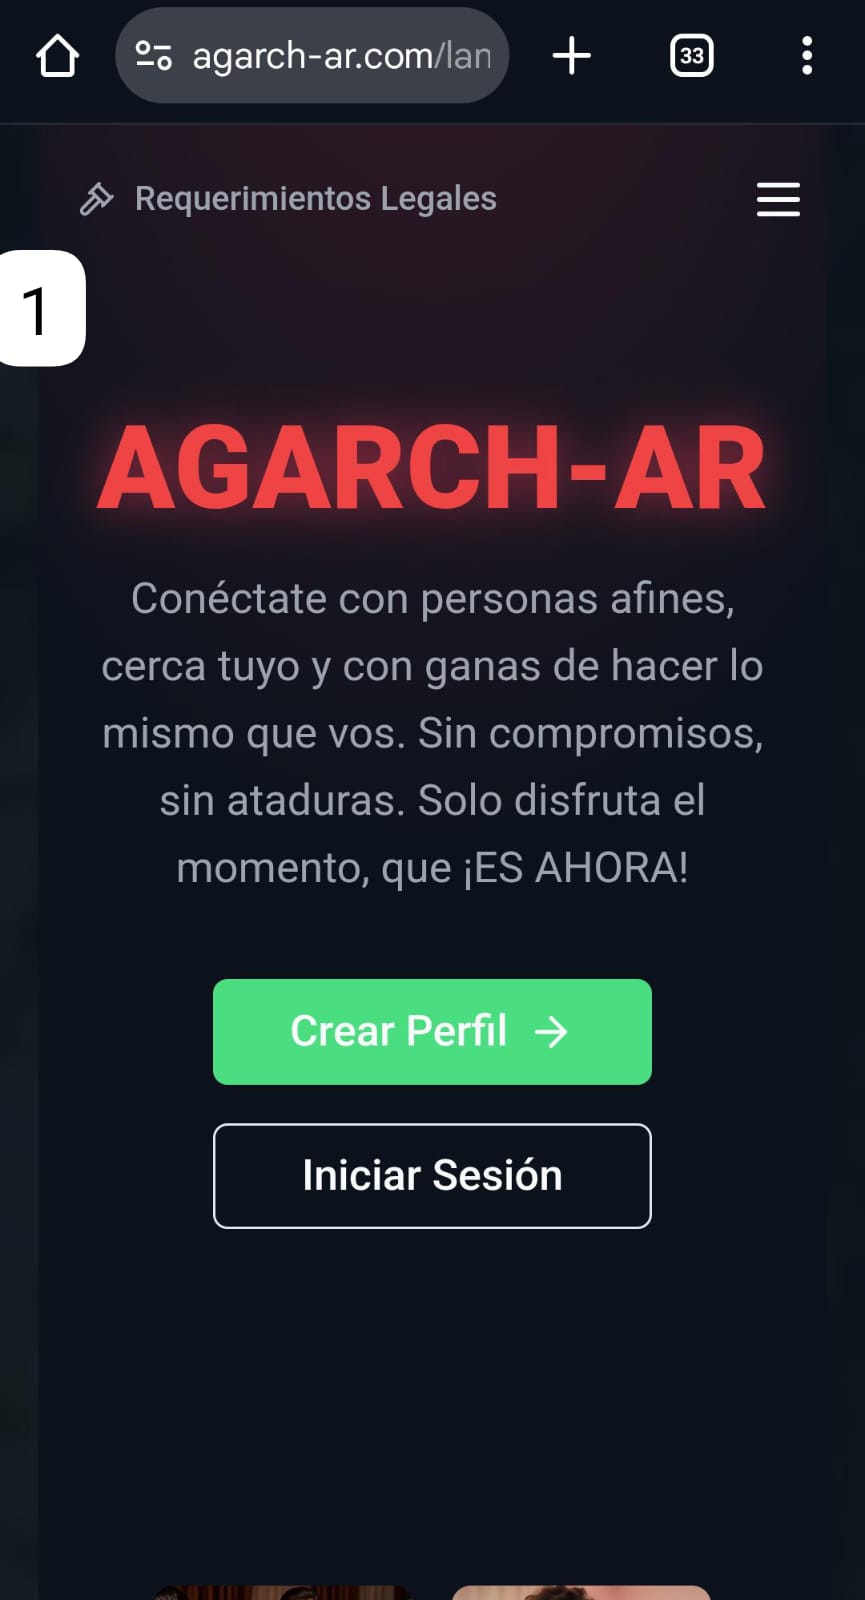 agarch-ar.com/lan
33
Requerimientos Legales
1
AGARCH-AR
Conéctate con personas afines,
cerca tuyo y con ganas de hacer lo
mismo que vos. Sin compromisos,
sin ataduras. Solo disfruta el
momento, que ¡ES AHORA!
Crear Perfil →
Iniciar Sesión